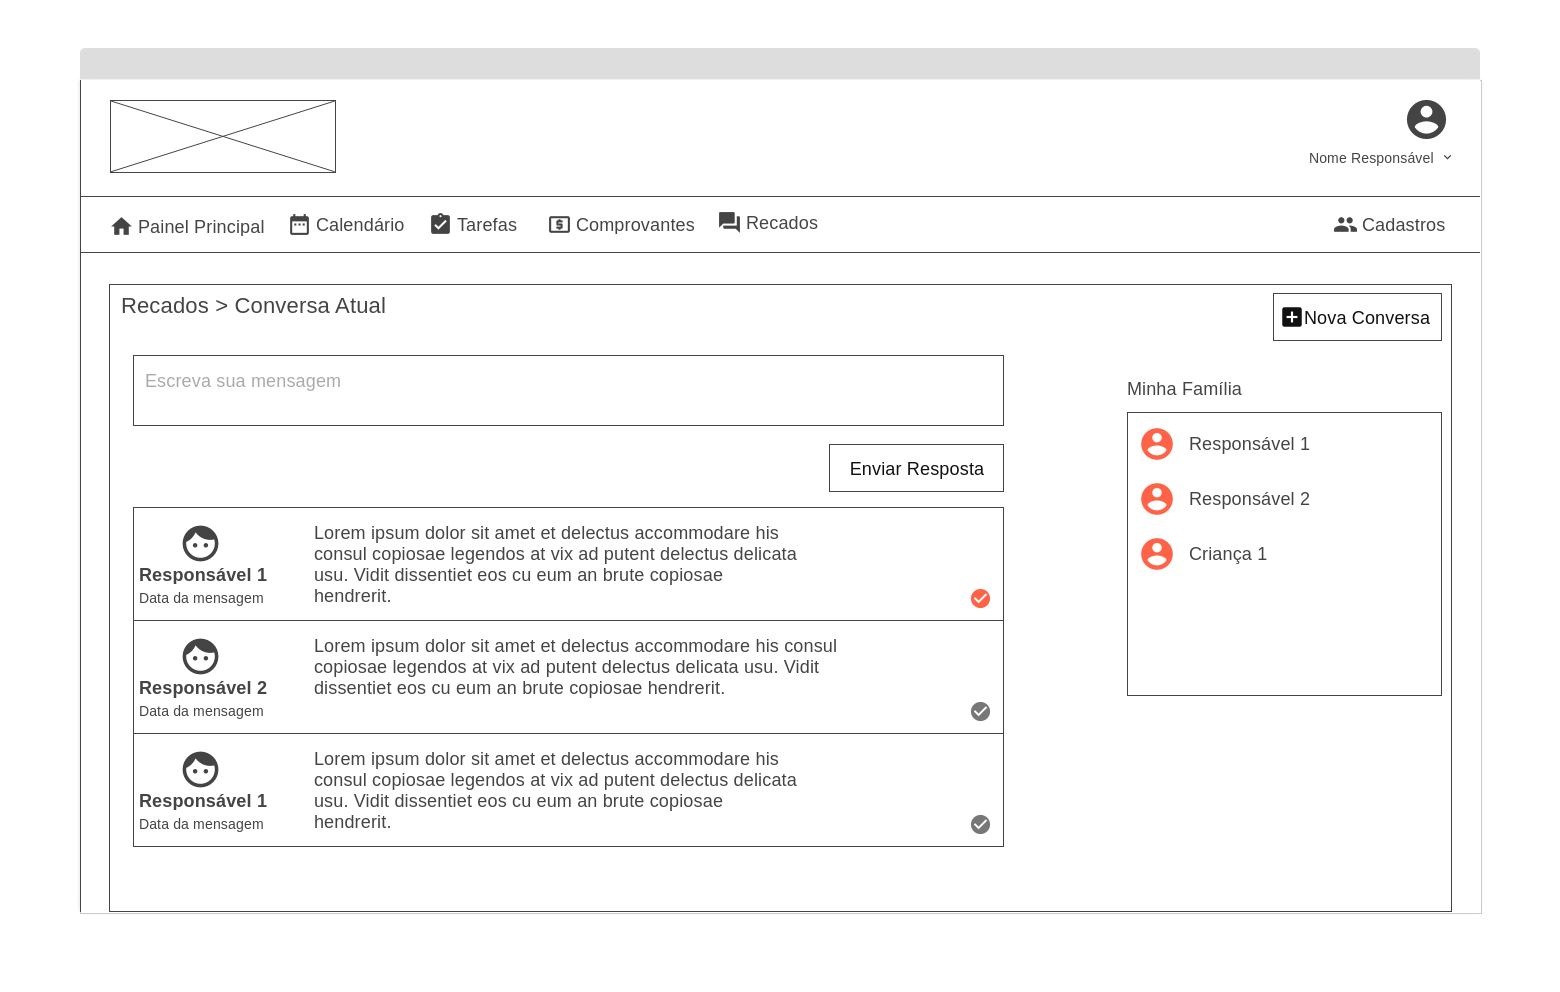 Nome Responsável
Painel Principal
Calendário
Tarefas
Comprovantes
Recados
Cadastros
Recados > Conversa Atual
Nova Conversa
Escreva sua mensagem
Enviar Resposta
Responsável 1
Data da mensagem
Lorem ipsum dolor sit amet et delectus accommodare his
consul copiosae legendos at vix ad putent delectus delicata
usu. Vidit dissentiet eos cu eum an brute copiosae
hendrerit.
Responsável 2
Data da mensagem
Lorem ipsum dolor sit amet et delectus accommodare his consul
copiosae legendos at vix ad putent delectus delicata usu. Vidit
dissentiet eos cu eum an brute copiosae hendrerit.
Responsável 1
Data da mensagem
Lorem ipsum dolor sit amet et delectus accommodare his
consul copiosae legendos at vix ad putent delectus delicata
usu. Vidit dissentiet eos cu eum an brute copiosae
hendrerit.
Minha Família
Responsável 1
Responsável 2
Criança 1